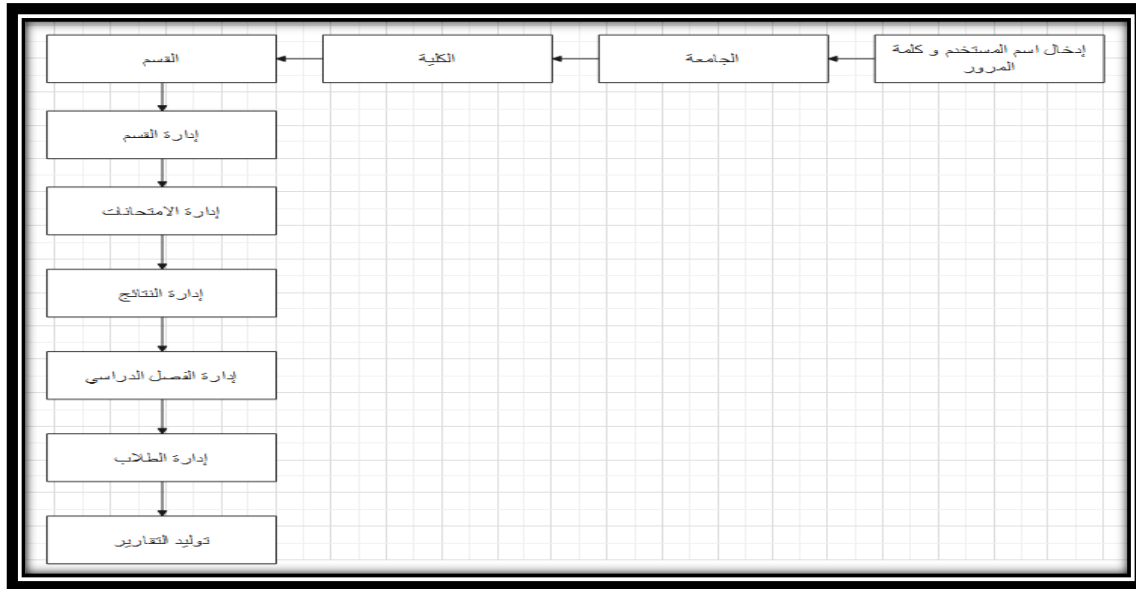 إدخال اسم المستخدم و كلمة
المرور
الجامعة
الكلية
القسم
إدارة القسم
إدارة الامتحانات
إدارة النتائج
إدارة الفصل الدراسي
إدارة الطلاب
توليد التقارير